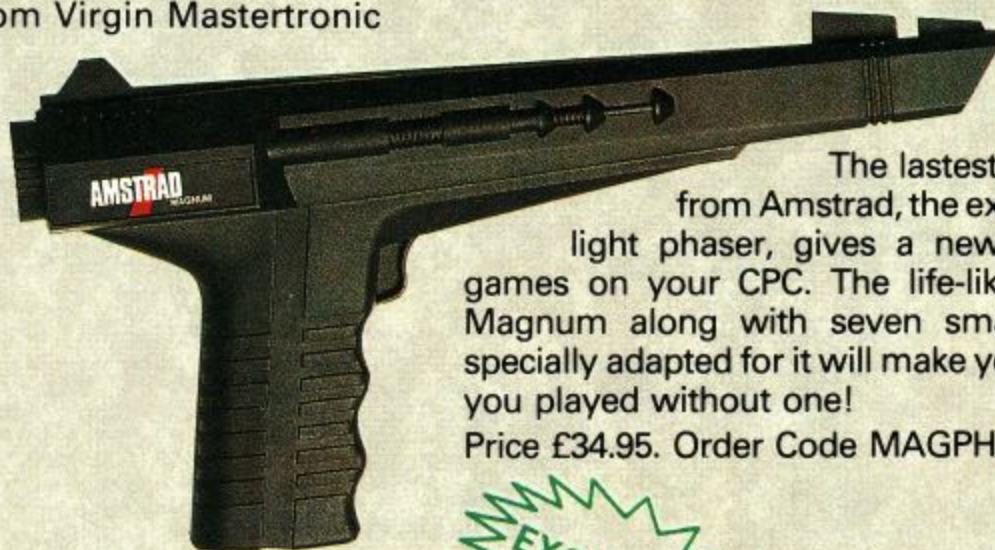 om Virgin Mastertronic
AMSTRAD
MAGNUM
The lastest
from Amstrad, the ex
light phaser, gives a new
games on your CPC. The life-lik
Magnum along with seven sma
specially adapted for it will make yo
you played without one!
Price £34.95. Order Code MAGPH